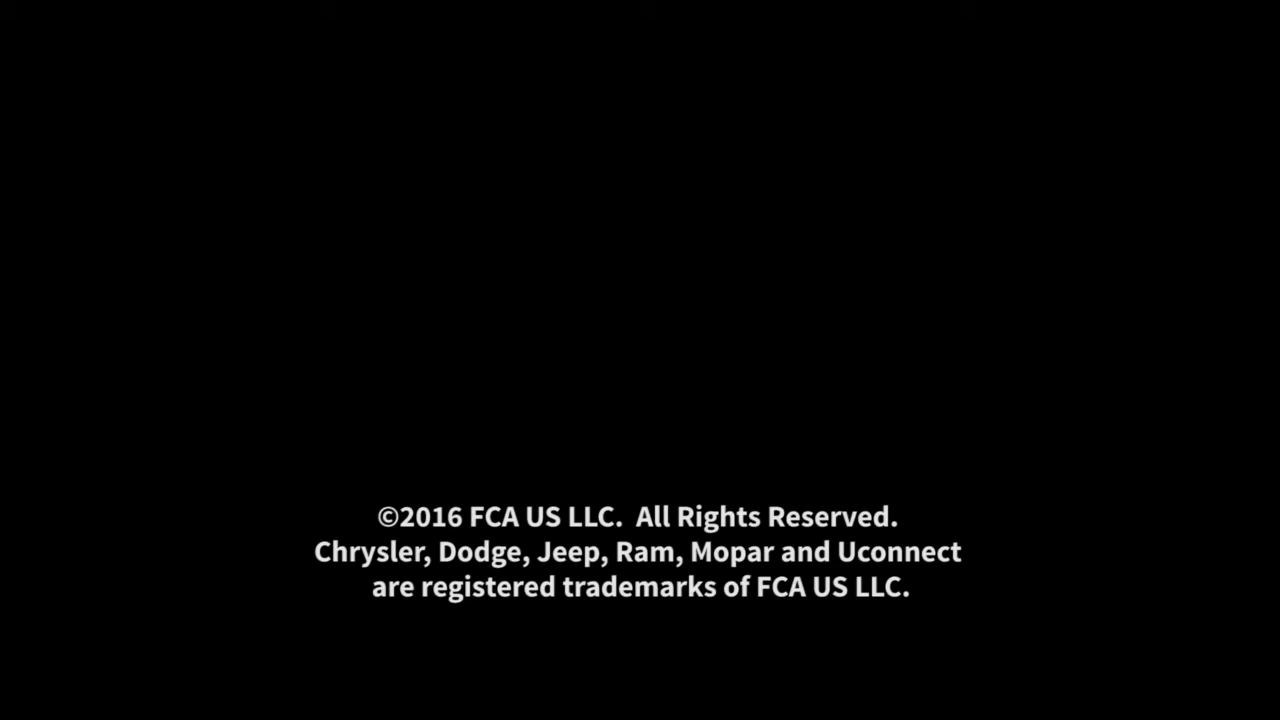 ©2016 FCA US LLC.  All Rights Reserved.
Chrysler, Dodge, Jeep, Ram, Mopar and Uconnect
are registered trademarks of FCA US LLC.